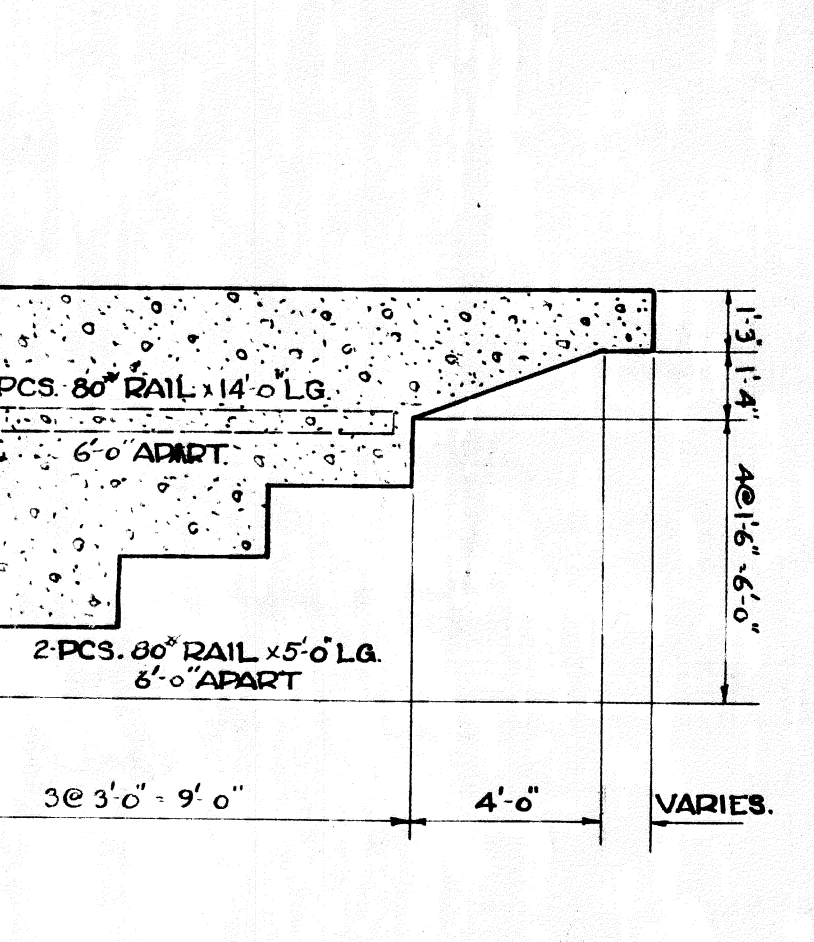 1'-3"
PCS. 80# RAIL x 14'-0" LG.
1'-4"
6'-0" APART.
4@1'-6" = 6'-0"
2-PCS. 80# RAIL x 5'-0" LG.
6'-0" APART
3@ 3'-0" = 9'-0"
4'-0"
VARIES.